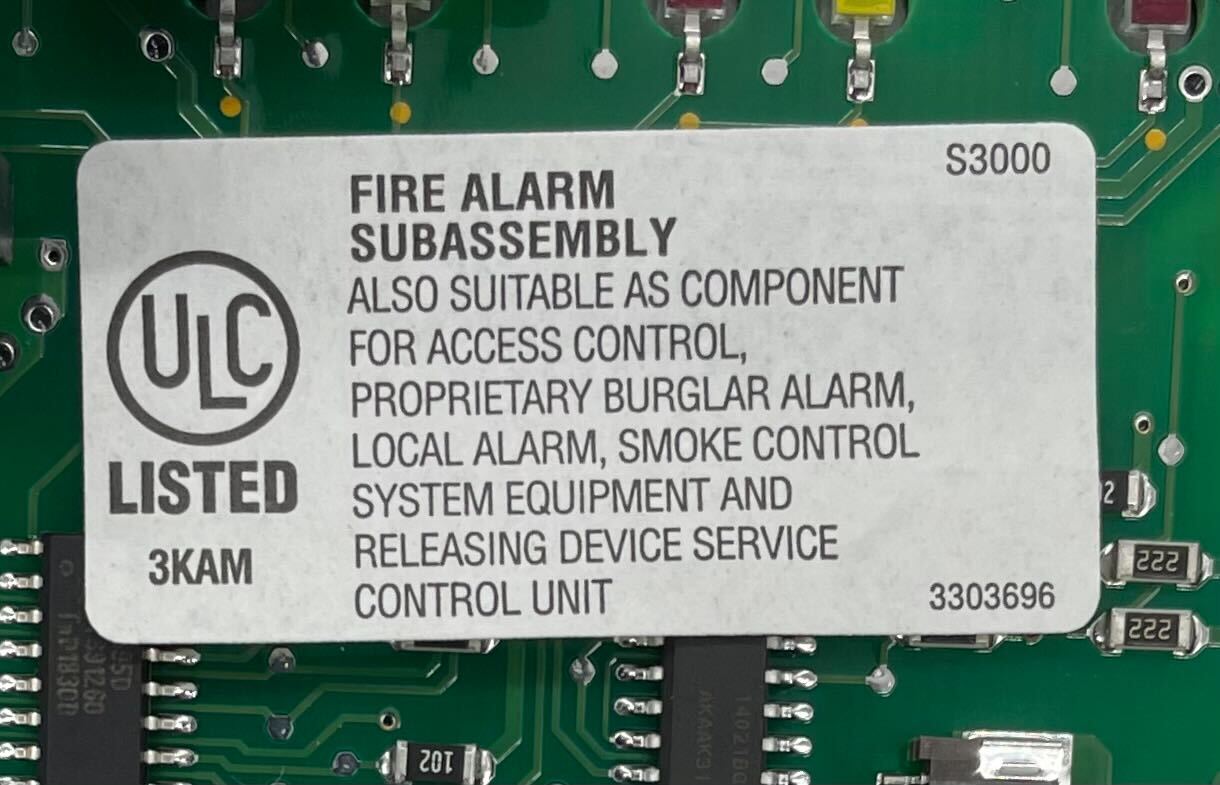 S3000
FIRE ALARM
SUBASSEMBLY
ALSO SUITABLE AS COMPONENT
FOR ACCESS CONTROL,
PROPRIETARY BURGLAR ALARM,
LOCAL ALARM, SMOKE CONTROL
SYSTEM EQUIPMENT AND
RELEASING DEVICE SERVICE
CONTROL UNIT
ULC
LISTED
3KAM
3303696
222
222
102